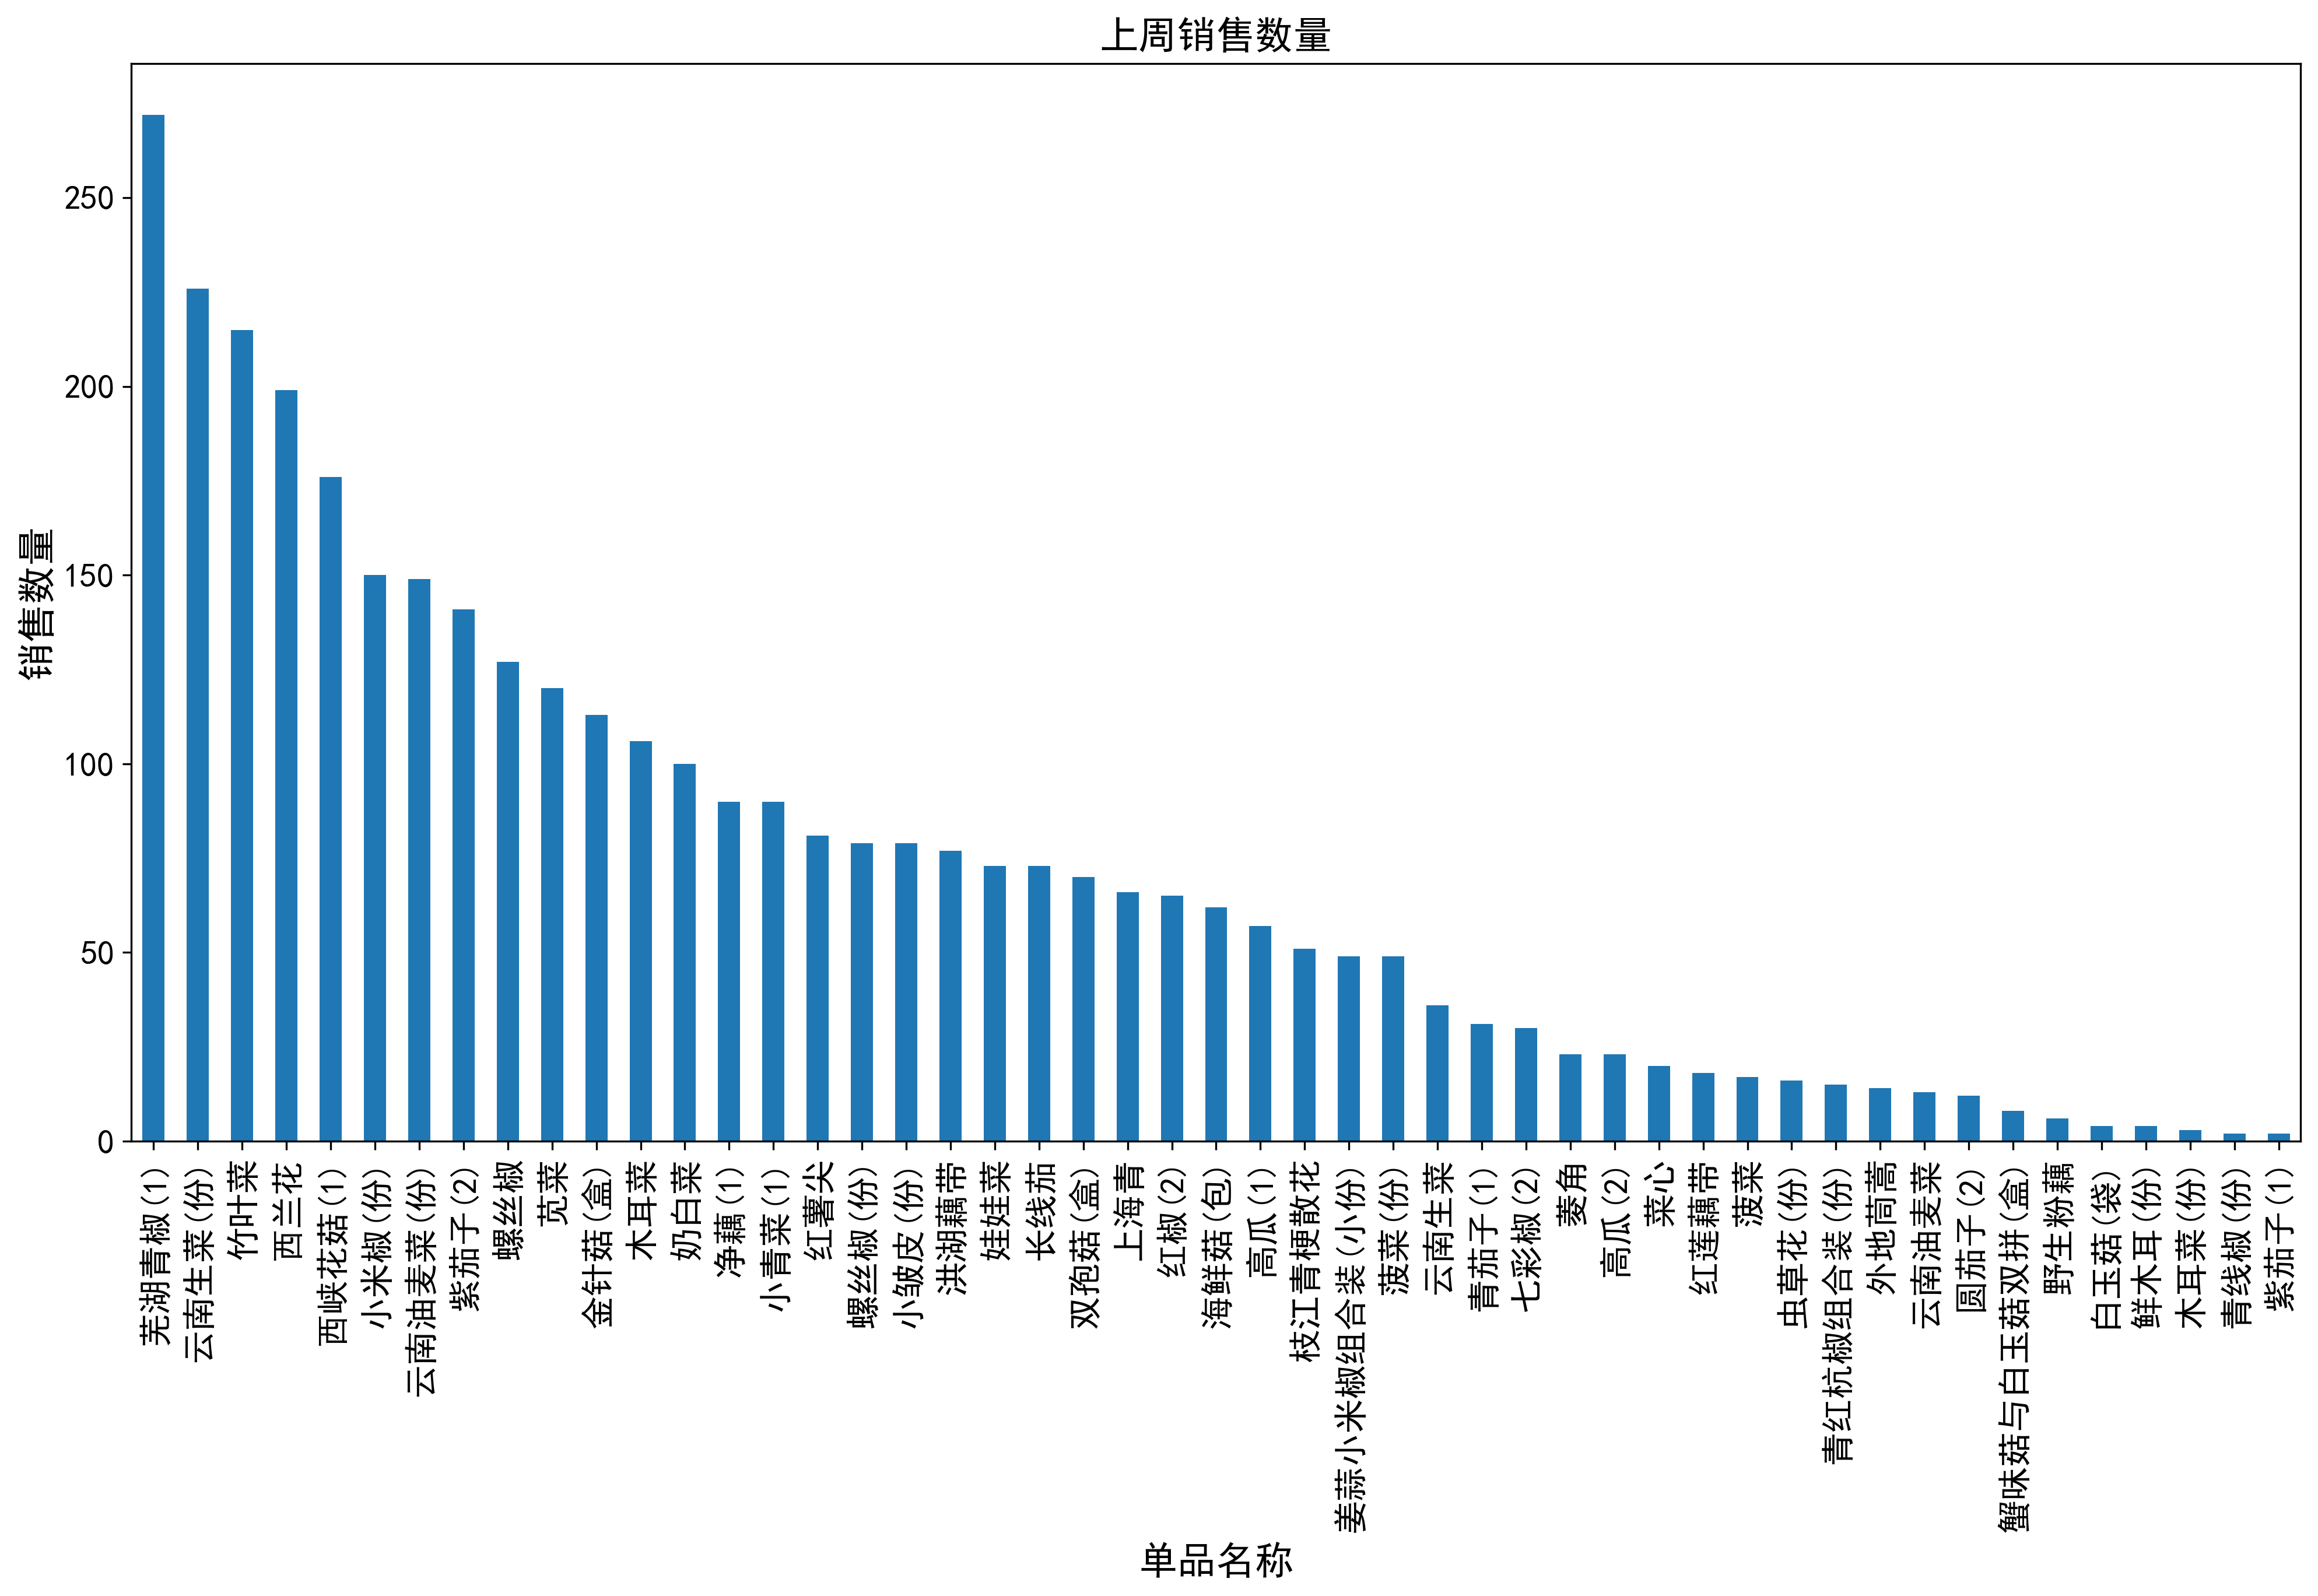 上周销售数量
销售数量
250
200
150
100
50
0
芜湖青椒(1)
云南生菜(份)
竹叶菜
西兰花
西峡花菇(1)
小米椒(份)
云南油麦菜(份)
紫茄子(2)
螺丝椒
苋菜
金针菇(盒)
木耳菜
奶白菜
净藕(1)
小青菜(1)
红薯尖
螺丝椒(份)
小皱皮(份)
洪湖藕带
娃娃菜
长线茄
双孢菇(盒)
上海青
红椒(2)
海鲜菇(包)
高瓜(1)
枝江青梗散花
姜蒜小米椒组合装(小份)
菠菜(份)
云南生菜
青茄子(1)
七彩椒(2)
菱角
高瓜(2)
菜心
红莲藕带
菠菜
虫草花(份)
青红杭椒组合装(份)
外地茼蒿
云南油麦菜
圆茄子(2)
蟹味菇与白玉菇双拼(盒)
野生粉藕
白玉菇(袋)
鲜木耳(份)
木耳菜(份)
青线椒(份)
紫茄子(1)
单品名称